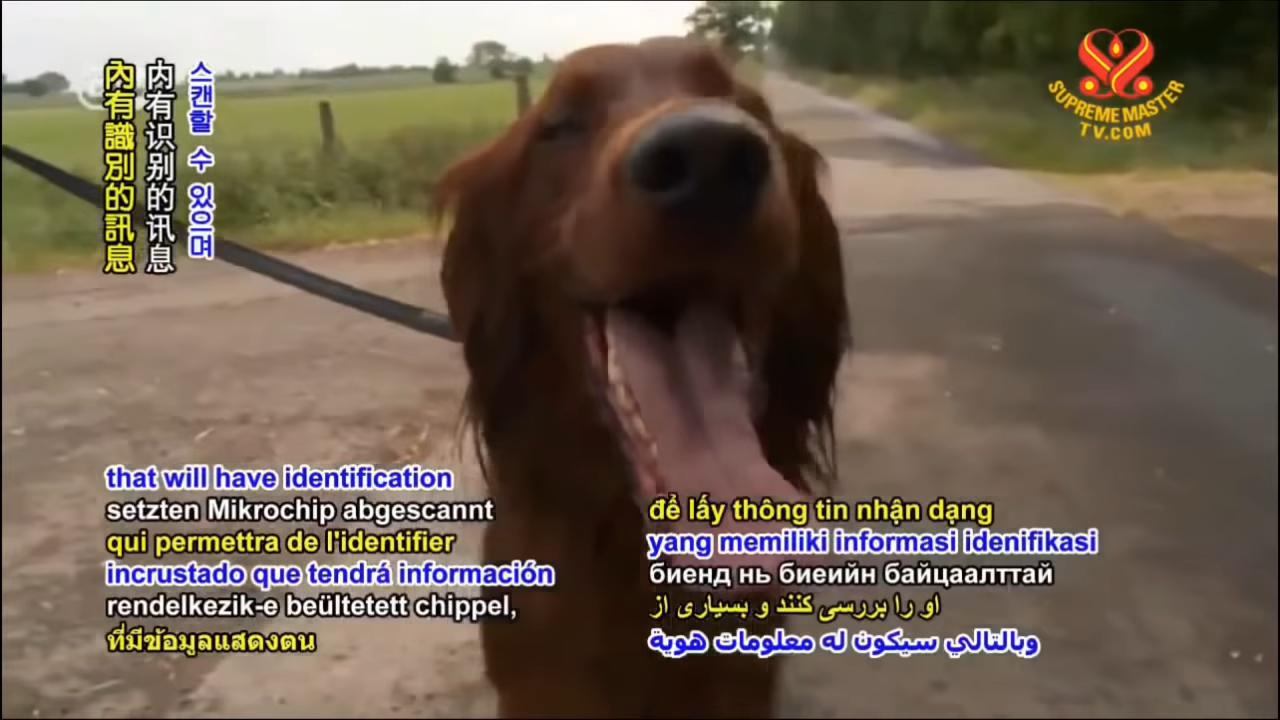 內有識別的訊息
内有识别的讯息
스캔할 수 있으며
SUPREME MASTER
TV.COM
that will have identification
setzten Mikrochip abgescannt
qui permettra de l'identifier
incrustado que tendrá información
rendelkezik-e beültetett chippel,
ที่มีข้อมูลแสดงตน
để lấy thông tin nhận dạng
yang memiliki informasi idenifikasi
биенд нь биеийн байцаалттай
او را بررسی کنند و بسیاری از
وبالتالي سيكون له معلومات هوية